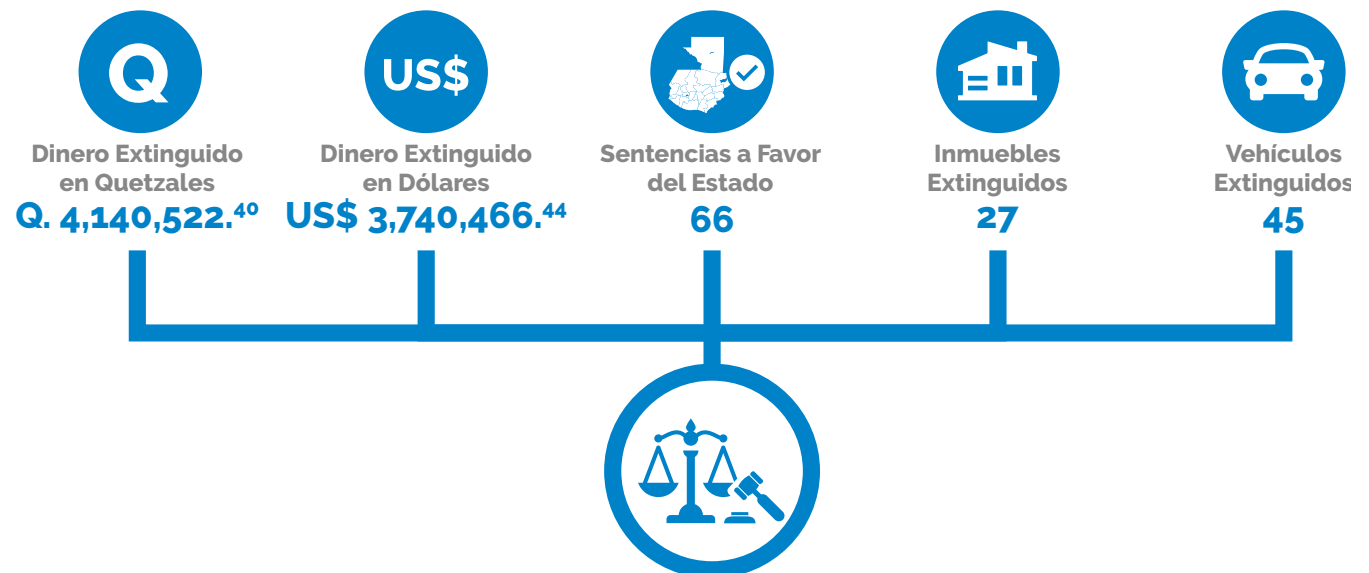 Q
Dinero Extinguido
en Quetzales
Q. 4,140,522.40
US$
Dinero Extinguido
en Dólares
US$ 3,740,466.44
Sentencias a Favor
del Estado
66
Inmuebles
Extinguidos
27
Vehículos
Extinguidos
45